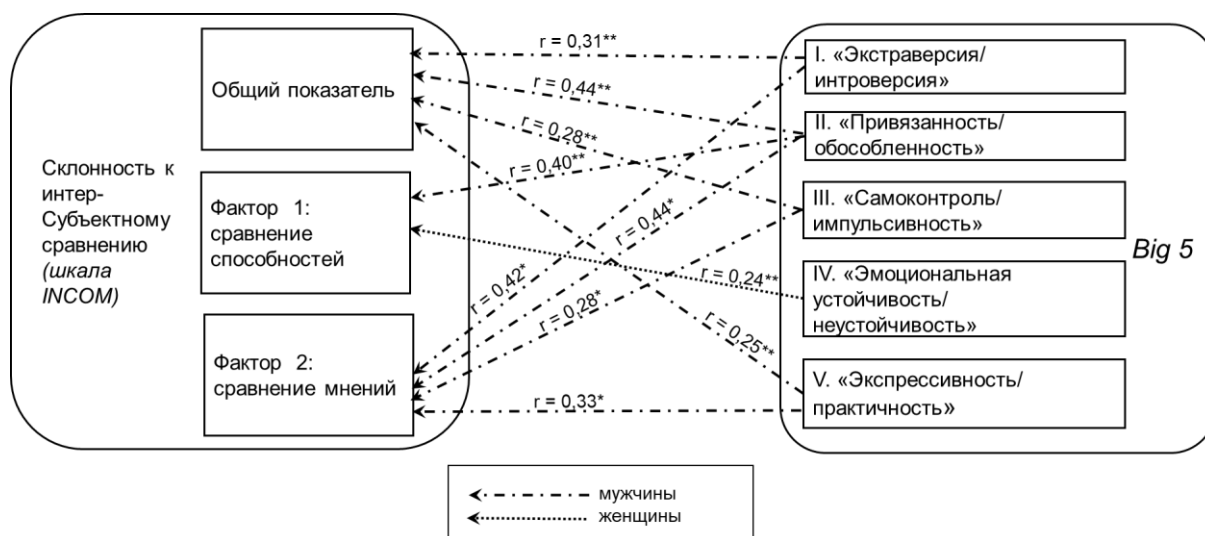 Склонность к
интер-
Субъектному
сравнению
(шкала
INCOM)
Общий показатель
Фактор 1:
сравнение
способностей
Фактор 2:
сравнение мнений
r = 0,31**
r = 0,44**
r = 0,28**
r = 0,40**
r = 0,44*
r = 0,42*
r = 0,24**
r = 0,28*
r = 0,25**
r = 0,33*
I. «Экстраверсия/
интроверсия»
II. «Привязанность/
обособленность»
III. «Самоконтроль/
импульсивность»
IV. «Эмоциональная
устойчивость/
неустойчивость»
V. «Экспрессивность/
практичность»
Big 5
мужчины
женщины